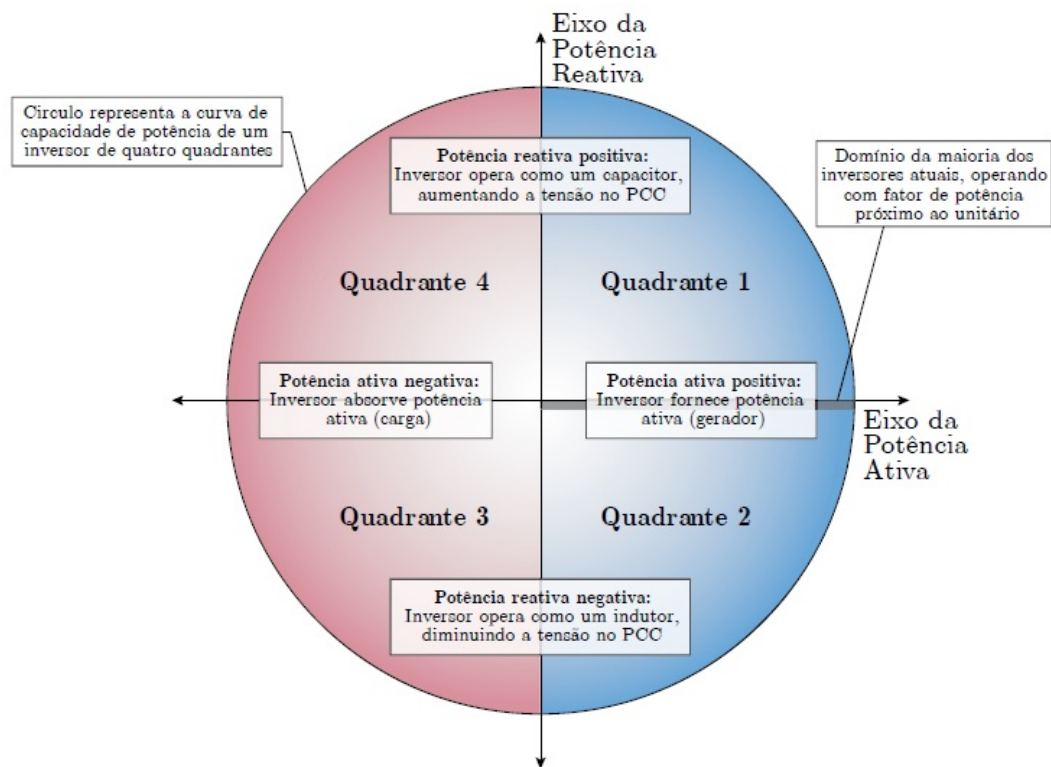 Eixo da
Potência
Reativa
Circulo representa a curva de
capacidade de potência de um
inversor de quatro quadrantes
Potência reativa positiva:
Inversor opera como um capacitor,
aumentando a tensão no PCC
Domínio da maioria dos
inversores atuais, operando
com fator de potência
próximo ao unitário
Quadrante 4
Quadrante 1
Potência ativa negativa:
Inversor absorve potência
ativa (carga)
Potência ativa positiva:
Inversor fornece potência
ativa (gerador)
Eixo da
Potência
Ativa
Quadrante 3
Quadrante 2
Potência reativa negativa:
Inversor opera como um indutor,
diminuindo a tensão no PCC